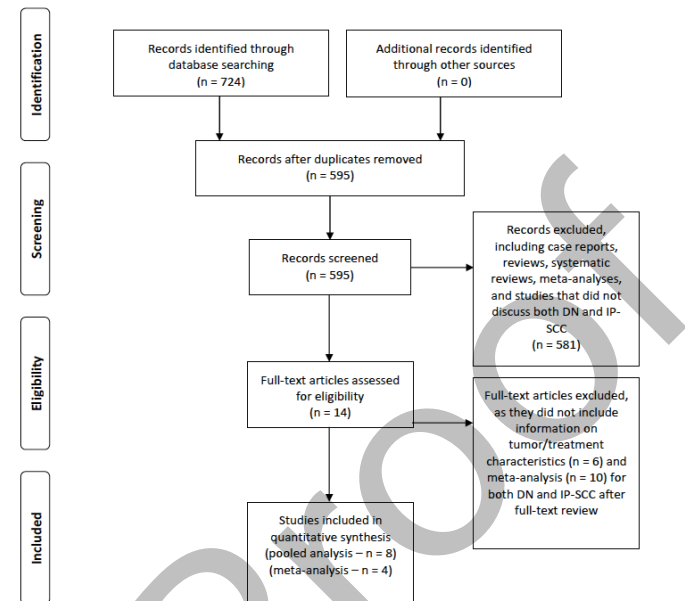 Identification
Records identified through
database searching
(n = 724)
Additional records identified
through other sources
(n = 0)
Records after duplicates removed
(n = 595)
Screening
Records screened
(n = 595)
Records excluded,
including case reports,
reviews, systematic
reviews, meta-analyses,
and studies that did not
discuss both DN and IP-
SCC
(n = 581)
Eligibility
Full-text articles assessed
for eligibility
(n = 14)
Full-text articles excluded,
as they did not include
information on
tumor/treatment
characteristics (n = 6) and
meta-analysis (n = 10) for
both DN and IP-SCC after
full-text review
Included
Studies included in
quantitative synthesis
(pooled analysis – n = 8)
(meta-analysis – n = 4)
Proof